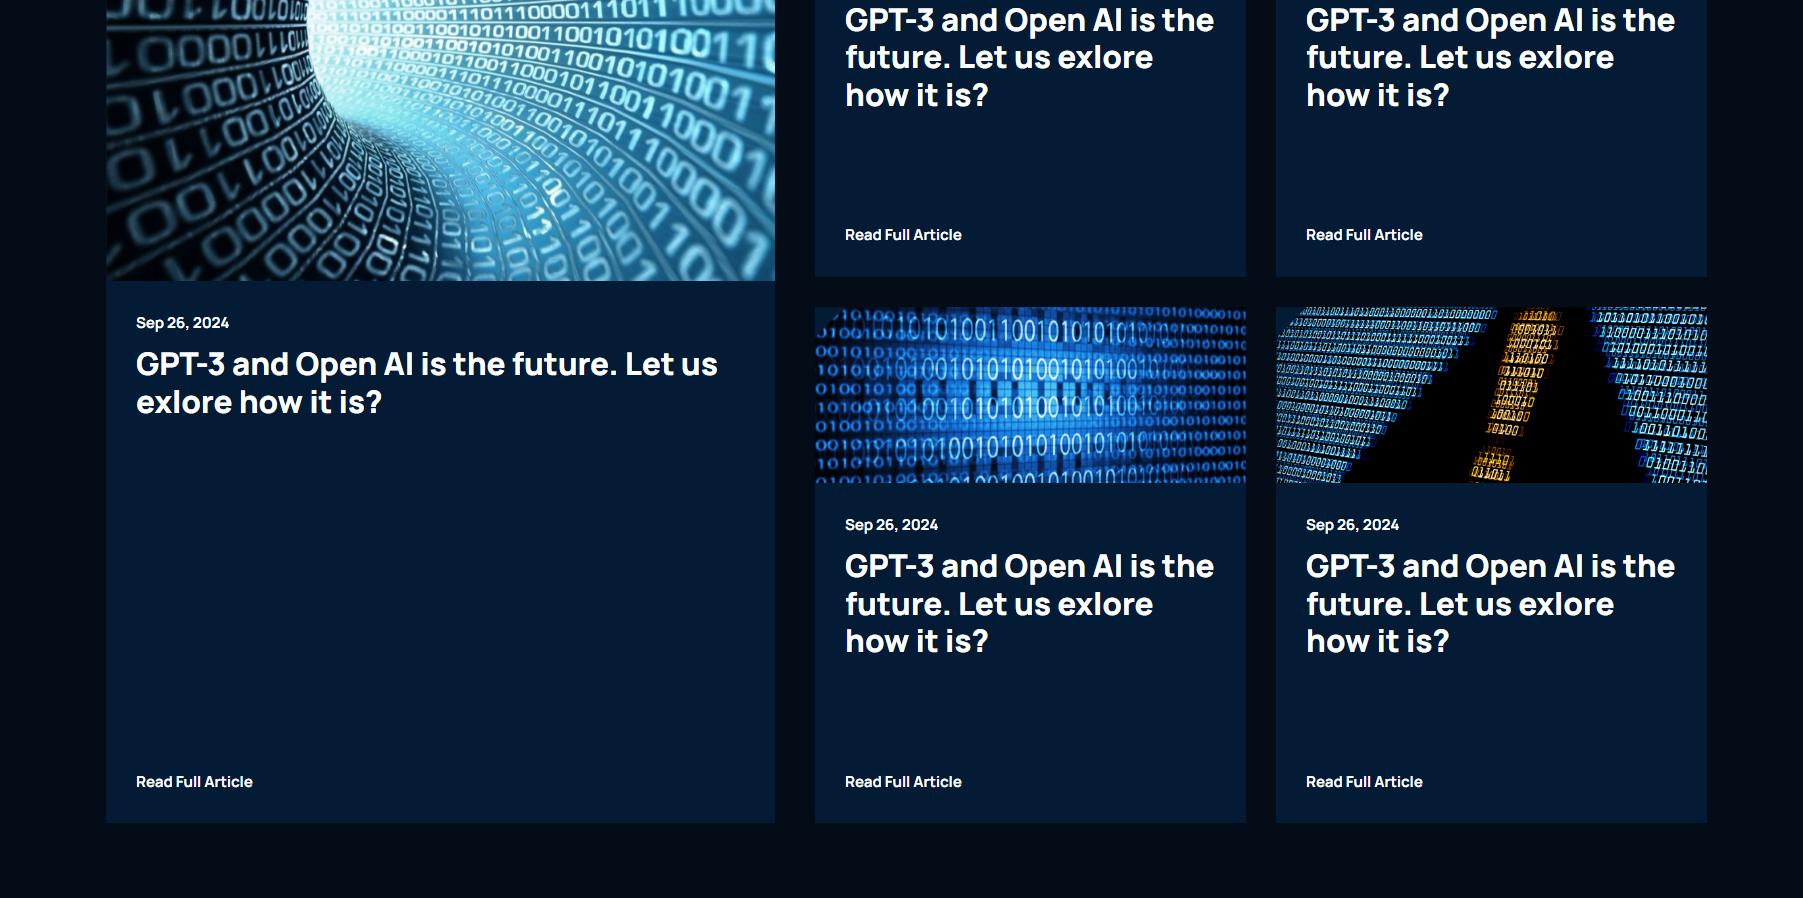 GPT-3 and Open AI is the
future. Let us exlore
how it is?
Read Full Article
GPT-3 and Open AI is the
future. Let us exlore
how it is?
Read Full Article
Sep 26, 2024
GPT-3 and Open AI is the future. Let us
exlore how it is?
Read Full Article
Sep 26, 2024
GPT-3 and Open AI is the
future. Let us exlore
how it is?
Read Full Article
Sep 26, 2024
GPT-3 and Open AI is the
future. Let us exlore
how it is?
Read Full Article